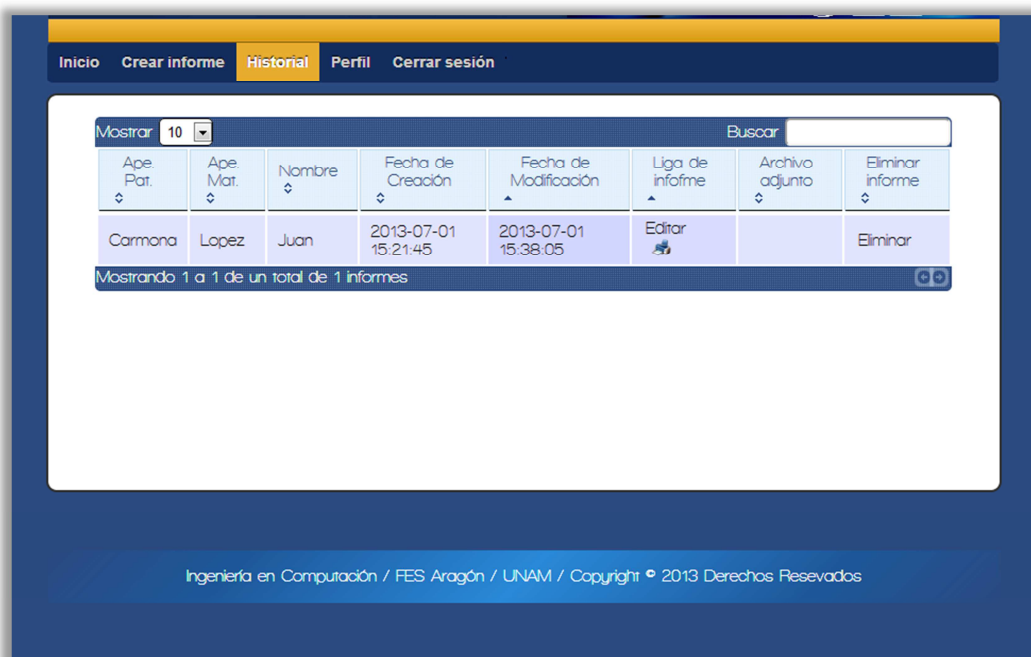 Inicio Crear informe Historial Perfil Cerrar sesión
Mostrar 10 Buscar
Ape. Pat. Ape. Mat. Nombre Fecha de Creación Fecha de Modificación Liga de infofme Archivo adjunto Eliminar informe
Carmona Lopez Juan 2013-07-01 15:21:45 2013-07-01 15:38:05 Editar Eliminar
Mostrando 1 a 1 de un total de 1 informes
Ingeniería en Computación / FES Aragón / UNAM / Copyright © 2013 Derechos Resevados